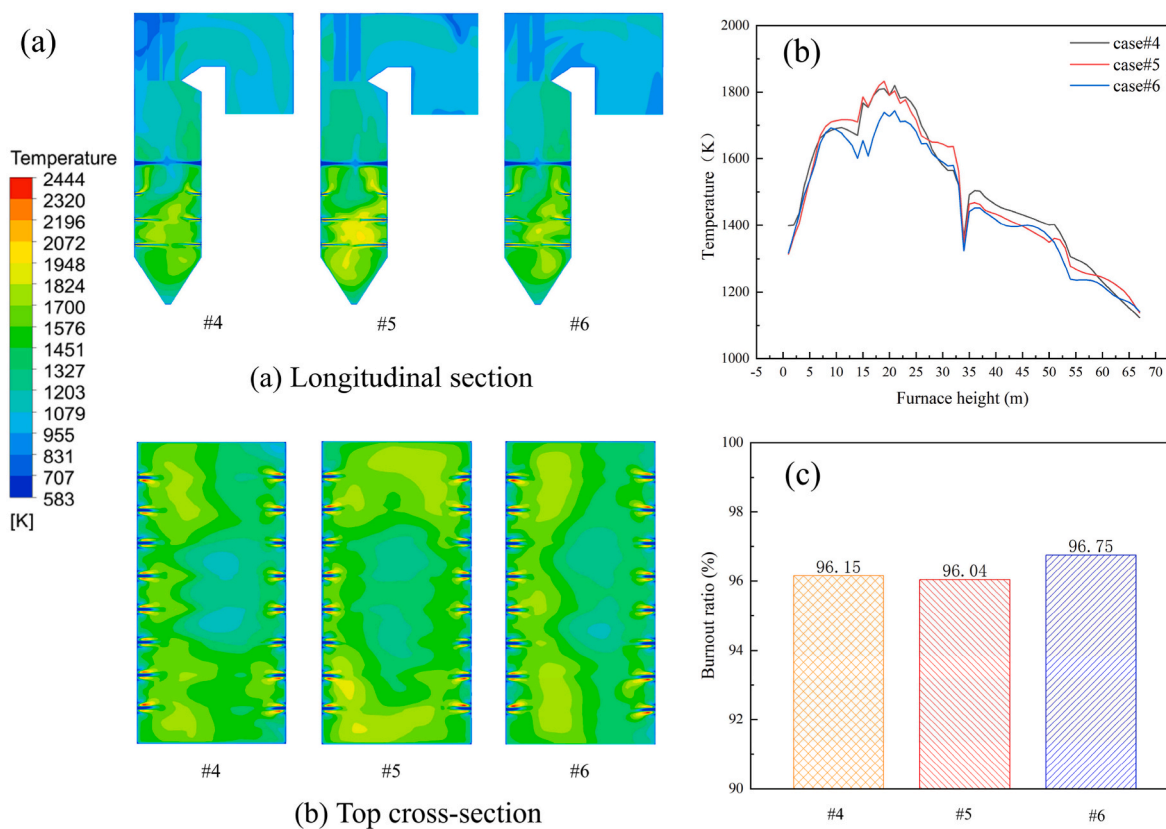 (a)
Temperature
2444
2320
2196
2072
1948
1824
1700
1576
1451
1327
1203
1079
955
831
707
583
[K]
#4
#5
#6
(a) Longitudinal section
#4
#5
#6
(b) Top cross-section
(b)
case#4
case#5
case#6
2000
1800
1600
1400
1200
1000
Temperature（K）
-5 0 5 10 15 20 25 30 35 40 45 50 55 60 65 70
Furnace height (m)
(c)
100
98
96
94
92
90
Burnout ratio (%)
96.15
96.04
96.75
#4
#5
#6